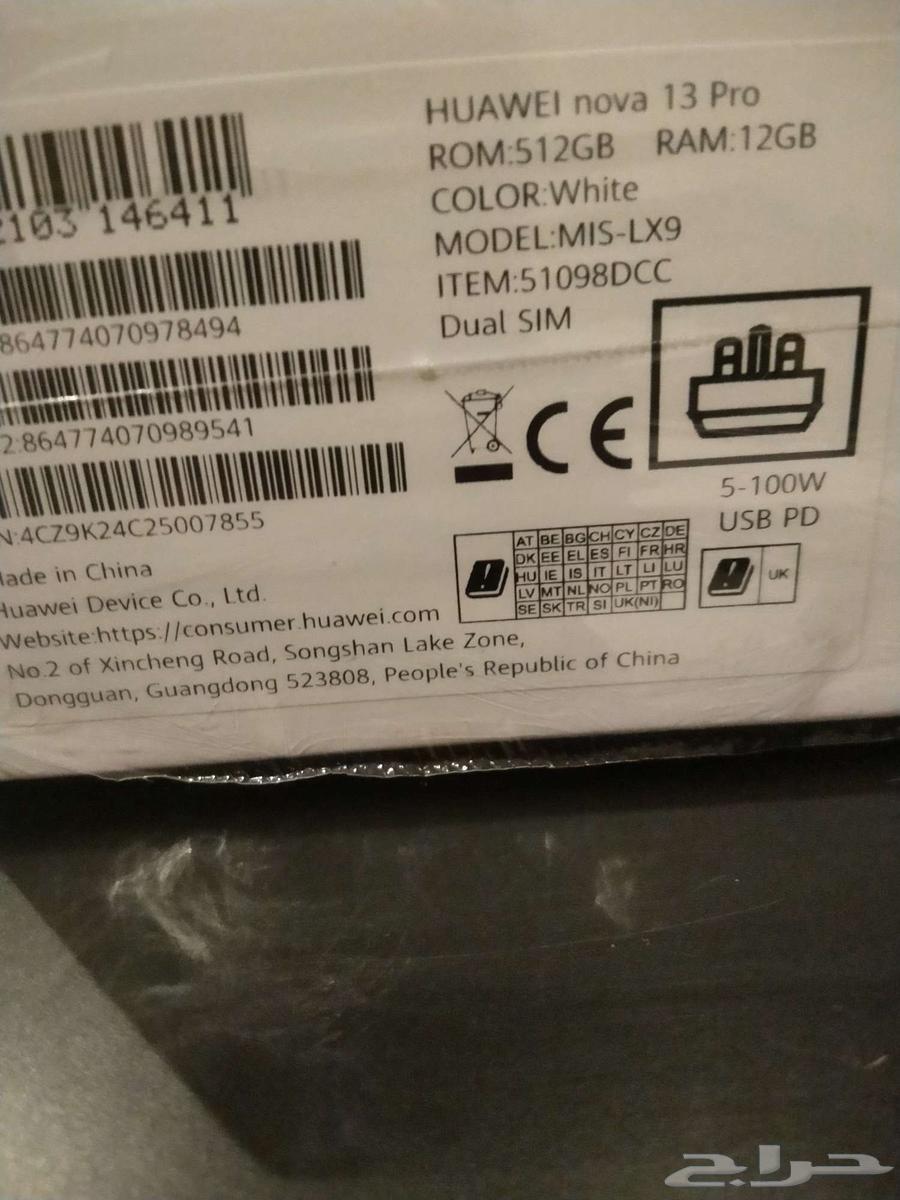 HUAWEI nova 13 Pro
ROM:512GB RAM:12GB
COLOR:White
MODEL:MIS-LX9
ITEM:51098DCC
Dual SIM
2103 146411
864774070978494
2:864774070989541
N:4CZ9K24C25007855
5-100W
USB PD
AT BE BG CH CY CZ DE
DK EE EL ES FI FR HR
HU IE IS IT LT LI LU
LV MT NL NO PL PT RO
SE SK TR SI UK(NI)
UK
Made in China
Huawei Device Co., Ltd.
Website:https://consumer.huawei.com
No.2 of Xincheng Road, Songshan Lake Zone,
Dongguan, Guangdong 523808, People's Republic of China
حراج